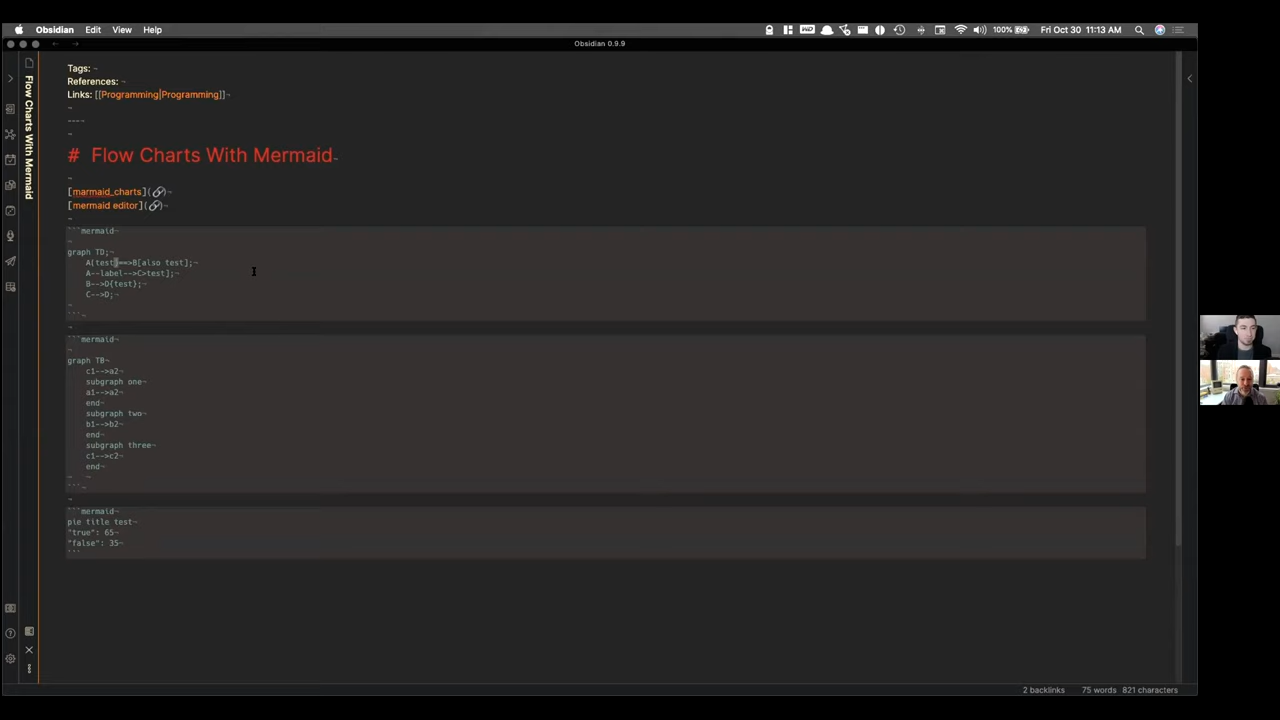 Obsidian Edit View Help
100% Fri Oct 30 11:13 AM
Obsidian 0.9.9
Flow Charts With Mermaid
Tags:
References:
Links: [[Programming|Programming]]
----
# Flow Charts With Mermaid
[marmaid_charts](🔗)
[mermaid editor](🔗)
```mermaid
graph TD;
A(test)==>B[also test];
A--label-->C>test];
B-->D{test};
C-->D;
```
```mermaid
graph TB
c1-->a2
subgraph one
a1-->a2
end
subgraph two
b1-->b2
end
subgraph three
c1-->c2
end
```
```mermaid
pie title test
"true": 65
"false": 35
```
2 backlinks 75 words 821 characters